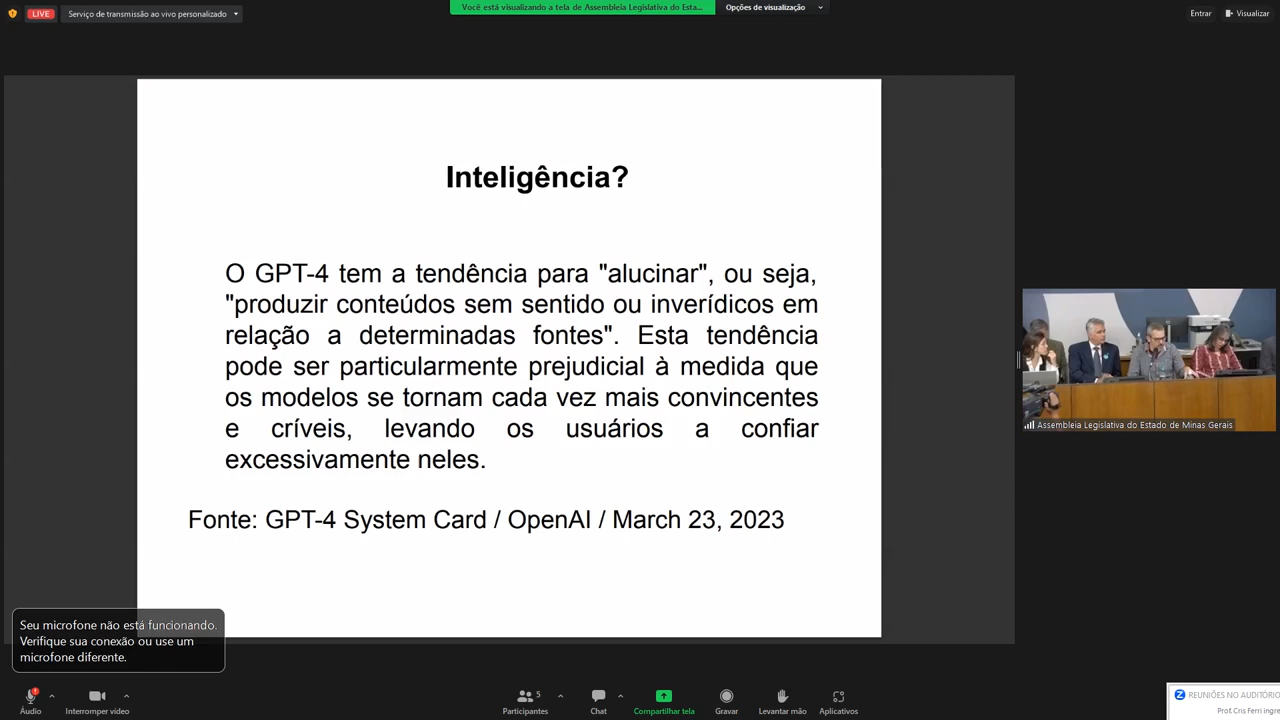 LIVE
Serviço de transmissão ao vivo personalizado
Você está visualizando a tela de Assembleia Legislativa do Esta...
Opções de visualização
Entrar
Visualizar
Inteligência?
O GPT-4 tem a tendência para "alucinar", ou seja,
"produzir conteúdos sem sentido ou inverídicos em
relação a determinadas fontes". Esta tendência
pode ser particularmente prejudicial à medida que
os modelos se tornam cada vez mais convincentes
e críveis, levando os usuários a confiar
excessivamente neles.
Fonte: GPT-4 System Card / OpenAI / March 23, 2023
Assembleia Legislativa do Estado de Minas Gerais
Seu microfone não está funcionando.
Verifique sua conexão ou use um
microfone diferente.
Áudio
Interromper vídeo
5
Participantes
Chat
Compartilhar tela
Gravar
Levantar mão
Aplicativos
REUNIÕES NO AUDITÓRIO
Prof. Cris Ferri ingre